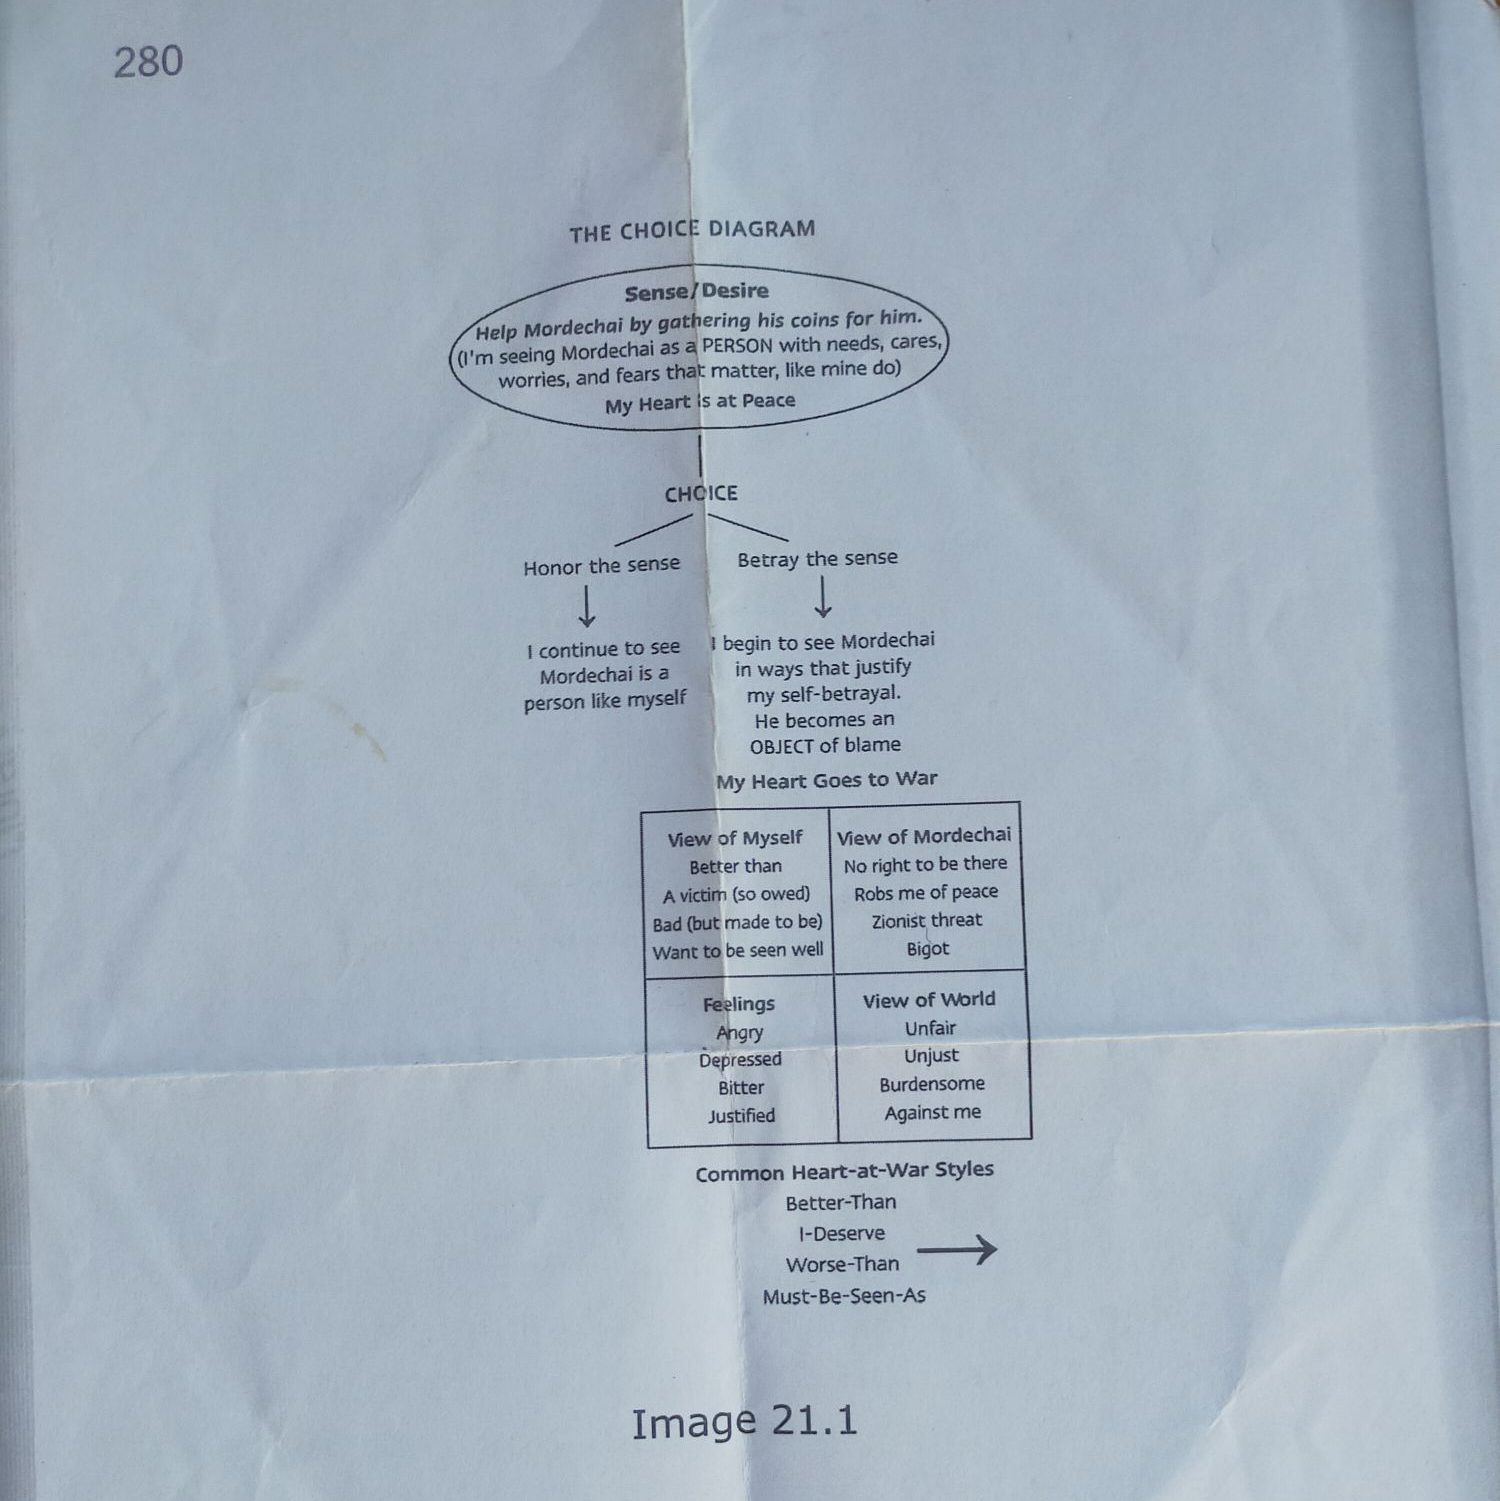 280
THE CHOICE DIAGRAM
Sense/Desire
Help Mordechai by gathering his coins for him.
(I'm seeing Mordechai as a PERSON with needs, cares,
worries, and fears that matter, like mine do)
My Heart is at Peace
CHOICE
Honor the sense
Betray the sense
I continue to see
Mordechai is a
person like myself
I begin to see Mordechai
in ways that justify
my self-betrayal.
He becomes an
OBJECT of blame
My Heart Goes to War
View of Myself
Better than
A victim (so owed)
Bad (but made to be)
Want to be seen well
View of Mordechai
No right to be there
Robs me of peace
Zionist threat
Bigot
Feelings
Angry
Depressed
Bitter
Justified
View of World
Unfair
Unjust
Burdensome
Against me
Common Heart-at-War Styles
Better-Than
I-Deserve
Worse-Than
Must-Be-Seen-As
Image 21.1